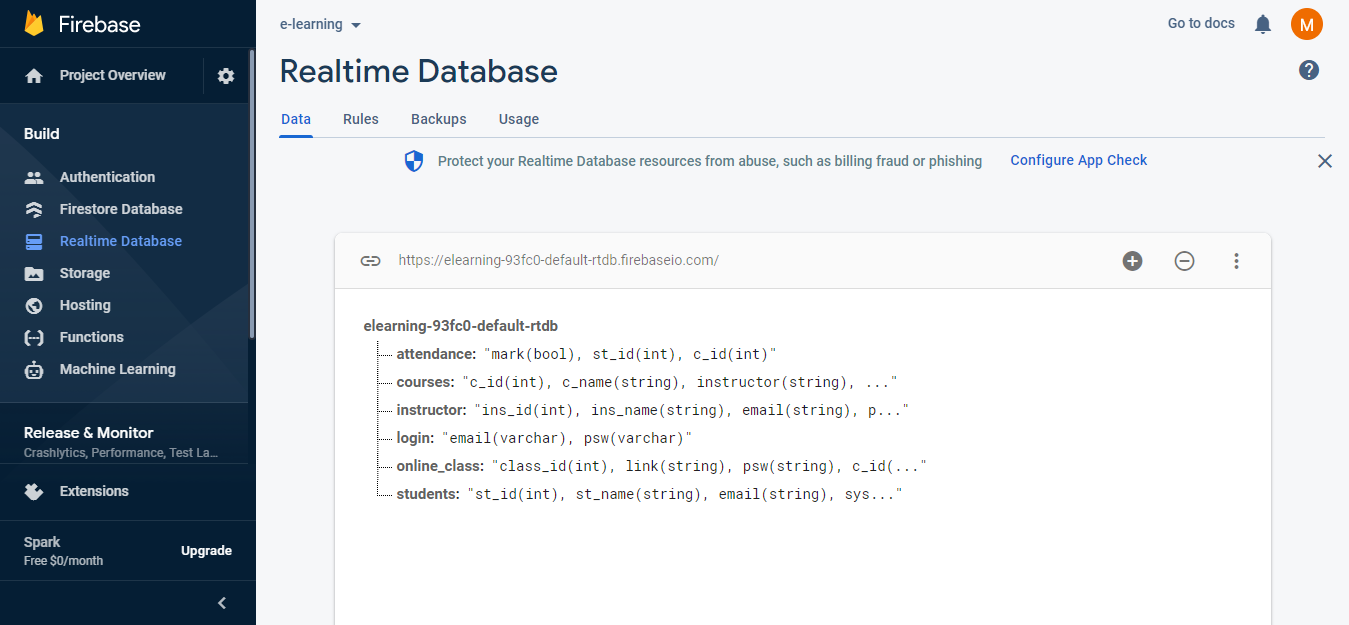 Firebase
Project Overview
Build
Authentication
Firestore Database
Realtime Database
Storage
Hosting
Functions
Machine Learning
Release & Monitor
Crashlytics, Performance, Test La...
Extensions
Spark
Free $0/month
Upgrade
e-learning
Go to docs
M
Realtime Database
?
Data Rules Backups Usage
Protect your Realtime Database resources from abuse, such as billing fraud or phishing Configure App Check
https://elearning-93fc0-default-rtdb.firebaseio.com/
elearning-93fc0-default-rtdb
attendance: "mark(bool), st_id(int), c_id(int)"
courses: "c_id(int), c_name(string), instructor(string), ..."
instructor: "ins_id(int), ins_name(string), email(string), p..."
login: "email(varchar), psw(varchar)"
online_class: "class_id(int), link(string), psw(string), c_id(..."
students: "st_id(int), st_name(string), email(string), sys..."